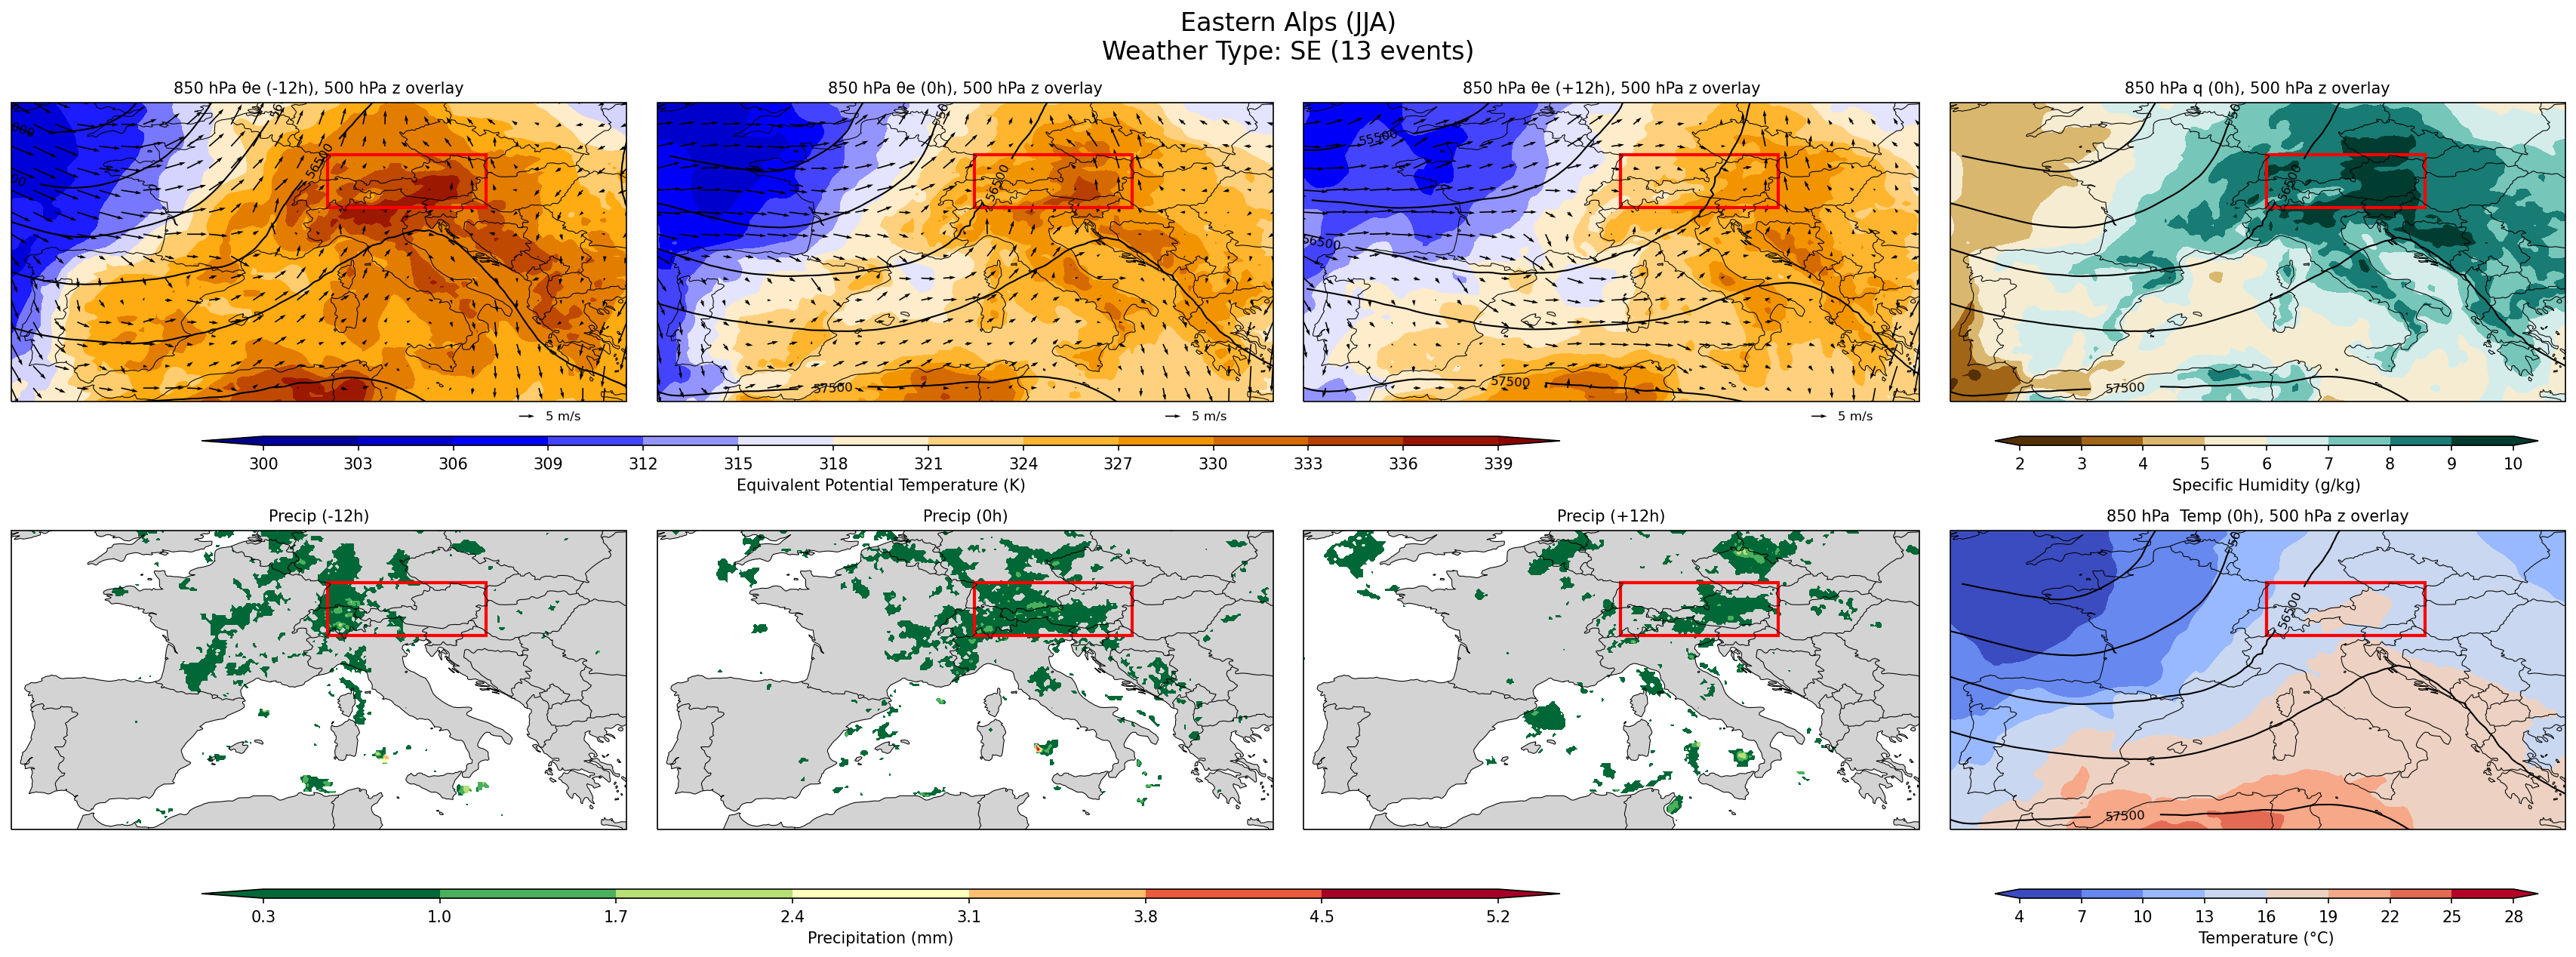 Eastern Alps (JJA)
Weather Type: SE (13 events)
850 hPa θe (-12h), 500 hPa z overlay
850 hPa θe (0h), 500 hPa z overlay
850 hPa θe (+12h), 500 hPa z overlay
850 hPa q (0h), 500 hPa z overlay
56500
56500
57500
55500
56500
57500
56500
57500
5 m/s
5 m/s
5 m/s
300 303 306 309 312 315 318 321 324 327 330 333 336 339
Equivalent Potential Temperature (K)
2 3 4 5 6 7 8 9 10
Specific Humidity (g/kg)
Precip (-12h)
Precip (0h)
Precip (+12h)
850 hPa  Temp (0h), 500 hPa z overlay
56500
57500
0.3 1.0 1.7 2.4 3.1 3.8 4.5 5.2
Precipitation (mm)
4 7 10 13 16 19 22 25 28
Temperature (°C)